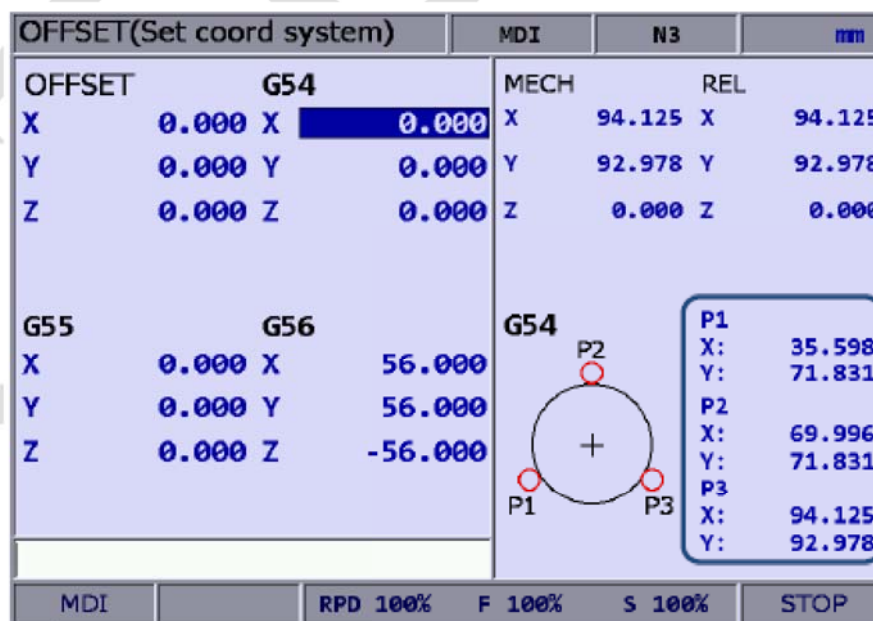 OFFSET(Set coord system) MDI N3 mm
OFFSET G54
X 0.000 X 0.000
Y 0.000 Y 0.000
Z 0.000 Z 0.000
G55 G56
X 0.000 X 56.000
Y 0.000 Y 56.000
Z 0.000 Z -56.000
MECH REL
X 94.125 X 94.125
Y 92.978 Y 92.978
Z 0.000 Z 0.000
G54
P2
P1
P3
P1
X: 35.598
Y: 71.831
P2
X: 69.996
Y: 71.831
P3
X: 94.125
Y: 92.978
MDI RPD 100% F 100% S 100% STOP